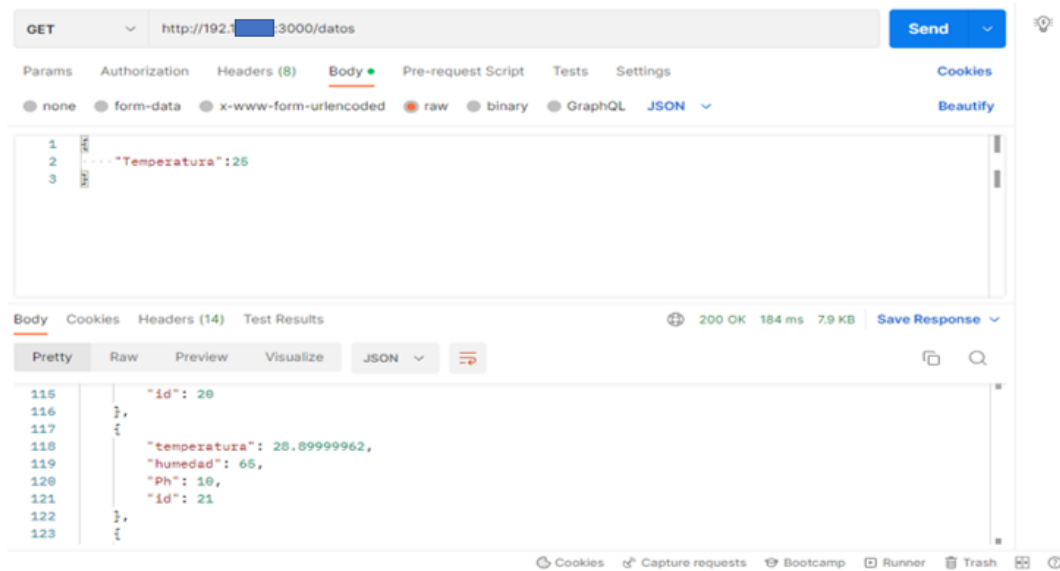 GET http://192.1 :3000/datos Send
Params Authorization Headers (8) Body Pre-request Script Tests Settings Cookies
none form-data x-www-form-urlencoded raw binary GraphQL JSON Beautify
1 {
2 "Temperatura":25
3 }
Body Cookies Headers (14) Test Results 200 OK 184 ms 7.9 KB Save Response
Pretty Raw Preview Visualize JSON
115 "id": 20
116 },
117 {
118 "temperatura": 28.89999962,
119 "humedad": 65,
120 "Ph": 10,
121 "id": 21
122 },
123 {
Cookies Capture requests Bootcamp Runner Trash